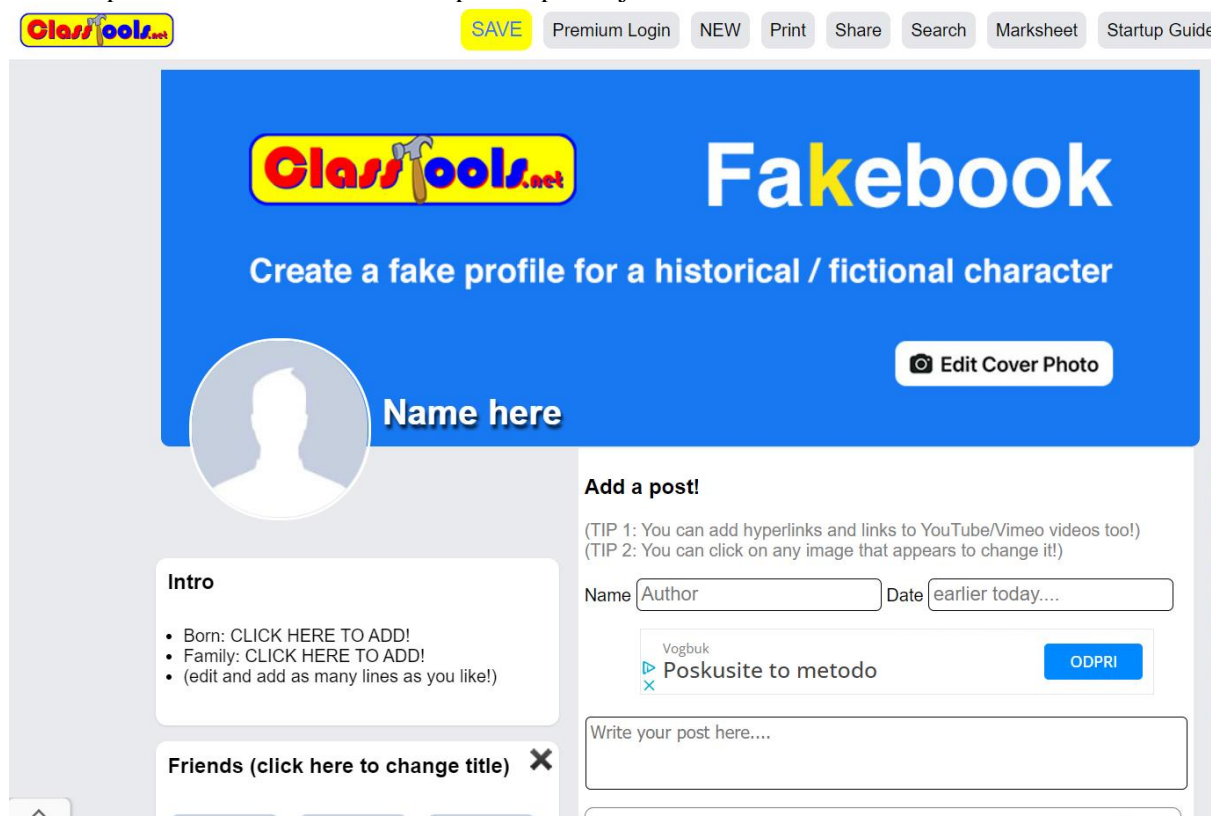 ClassTools.net
SAVE Premium Login NEW Print Share Search Marksheet Startup Guide
ClassTools.net Fakebook
Create a fake profile for a historical / fictional character
Edit Cover Photo
Name here
Add a post!
(TIP 1: You can add hyperlinks and links to YouTube/Vimeo videos too!)
(TIP 2: You can click on any image that appears to change it!)
Name Author Date earlier today....
Vogbuk
Poskusite to metodo
ODPRI
Write your post here....
Intro
Born: CLICK HERE TO ADD!
Family: CLICK HERE TO ADD!
(edit and add as many lines as you like!)
Friends (click here to change title)